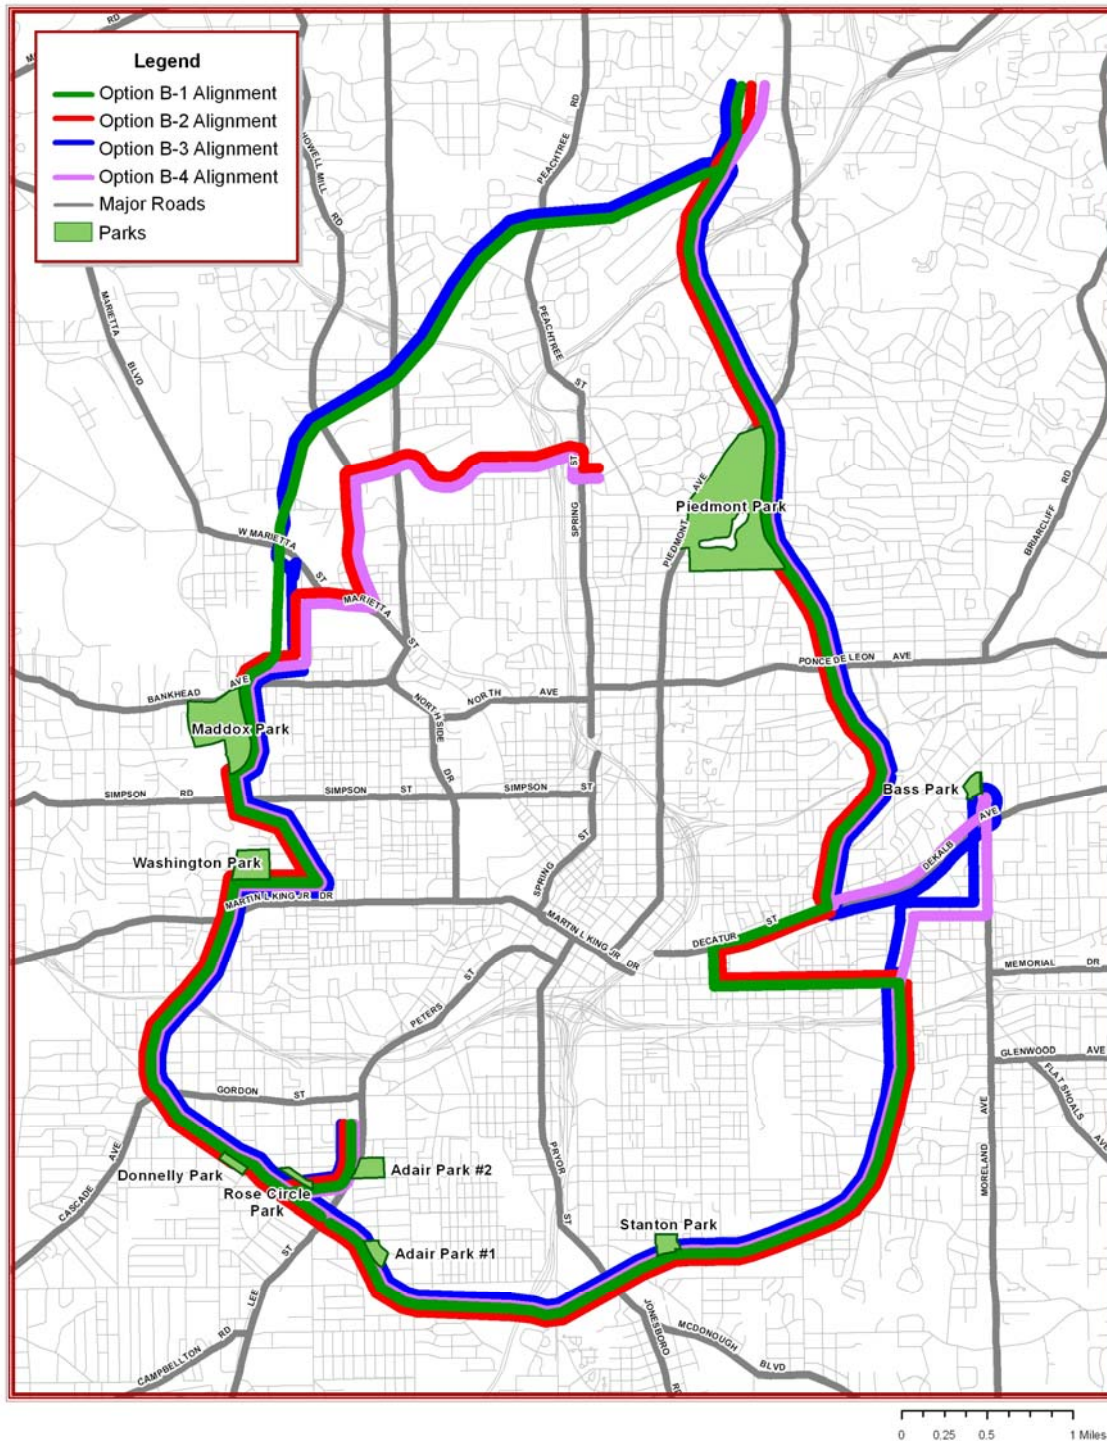 Legend
Option B-1 Alignment
Option B-2 Alignment
Option B-3 Alignment
Option B-4 Alignment
Major Roads
Parks
RD
HOWELL MILL
RD
PEACHTREE
RD
MARIETTA
BLVD
PEACHTREE
ST
ST
SPRING
PIEDMONT
AVE
Piedmont Park
BRIARCLIFF
RD
W MARIETTA
ST
MARIETTA
ST
PONCE DE LEON AVE
BANKHEAD
AVE
NORTH AVE
NORTHSIDE
DR
Maddox Park
SIMPSON RD
SIMPSON ST
SIMPSON ST
Bass Park
DEKALB
AVE
Washington Park
MARTIN L KING JR DR
SPRING
ST
MARTIN L KING JR DR
DECATUR ST
MEMORIAL DR
PETERS
ST
GLENWOOD AVE
FLAT SHOALS
AVE
GORDON ST
CASCADE
AVE
MORELAND
AVE
Donnelly Park
Rose Circle
Park
Adair Park #2
PRYOR
ST
Stanton Park
Adair Park #1
LEE
ST
CAMPBELLTON
RD
JONESBORO
RD
MCDONOUGH
BLVD
0 0.25 0.5 1 Miles